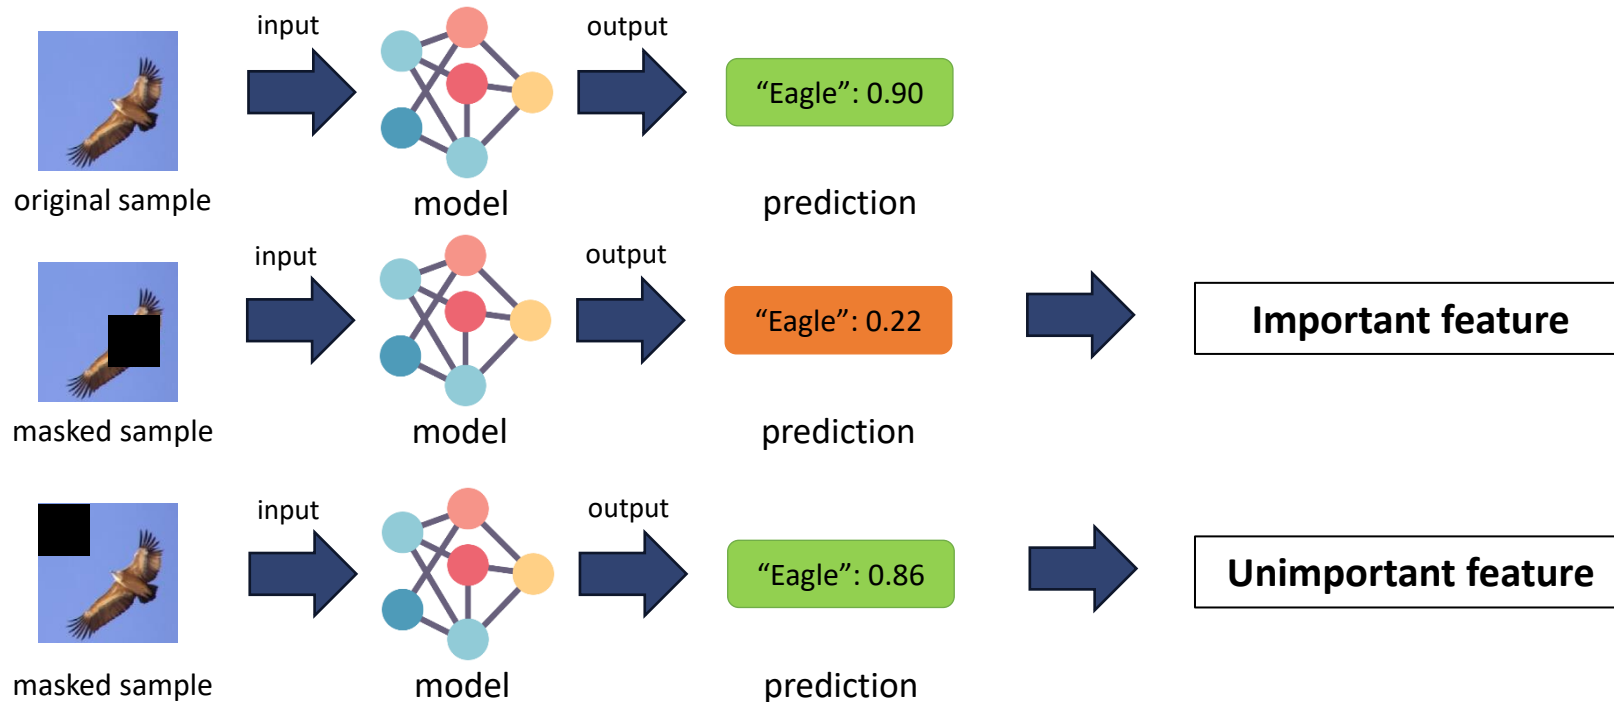 input
output
“Eagle”: 0.90
original sample
model
prediction
input
output
“Eagle”: 0.22
Important feature
masked sample
model
prediction
input
output
“Eagle”: 0.86
Unimportant feature
masked sample
model
prediction